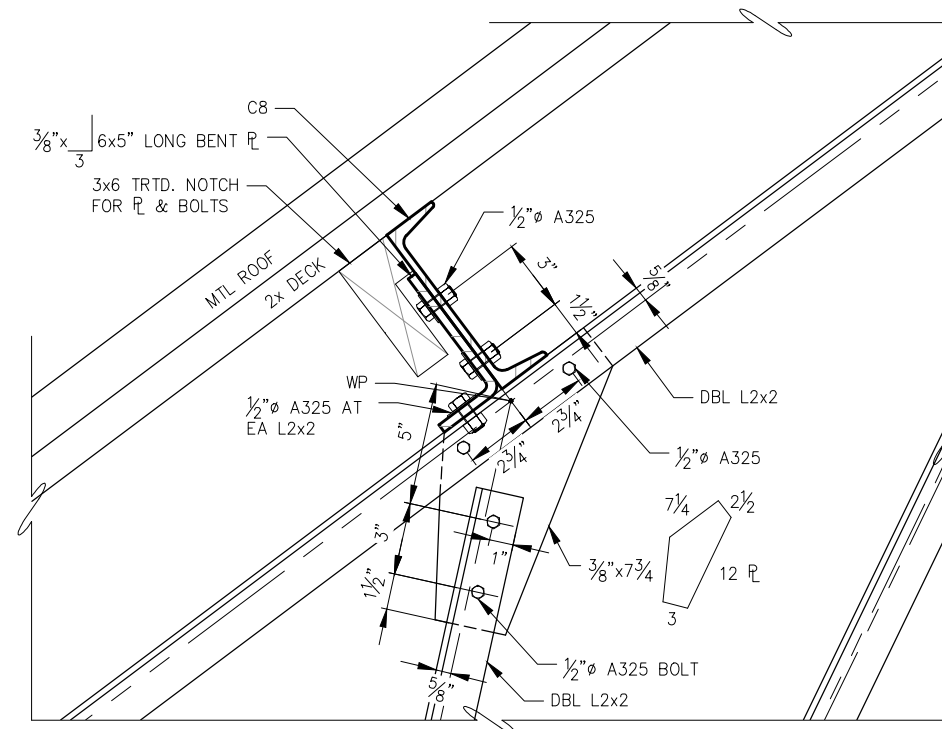 C8
3/8"x 3 6x5" LONG BENT ℄
3x6 TRTD. NOTCH
FOR ℄ & BOLTS
1/2"ø A325
MTL ROOF
2x DECK
3"
1 1/2"
5/8"
WP
1/2"ø A325 AT
EA L2x2
DBL L2x2
2 3/4"
2 3/4"
1/2"ø A325
5"
3"
1 1/2"
1"
7 1/4
2 1/2
3/8"x7 3/4
12 ℄
3
1/2"ø A325 BOLT
5/8"
DBL L2x2